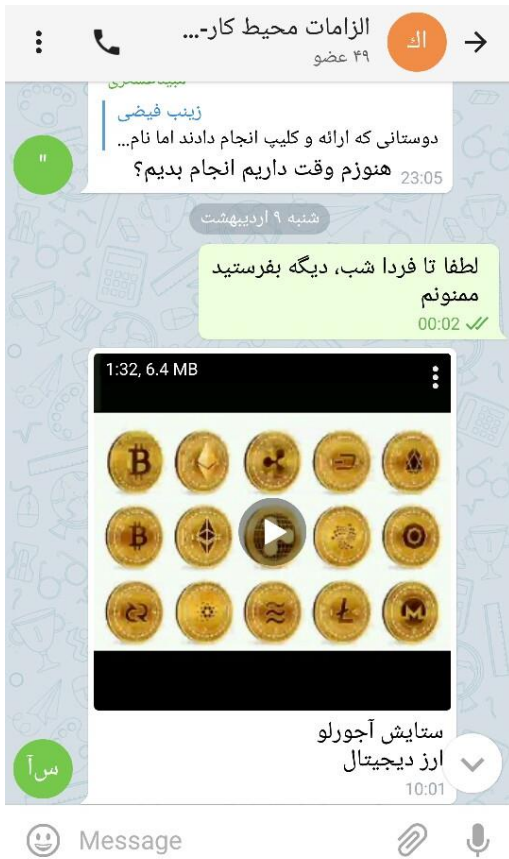 الزامات محیط کار-...
۴۹ عضو
اك
زینب فیضی
دوستانی که ارائه و کلیپ انجام دادند اما نام...
هنوزم وقت داریم انجام بدیم؟
23:05
"
شنبه ۹ اردیبهشت
لطفا تا فردا شب، دیگه بفرستید
ممنونم
00:02
1:32, 6.4 MB
ستایش آجورلو
ارز دیجیتال
10:01
سآ
Message